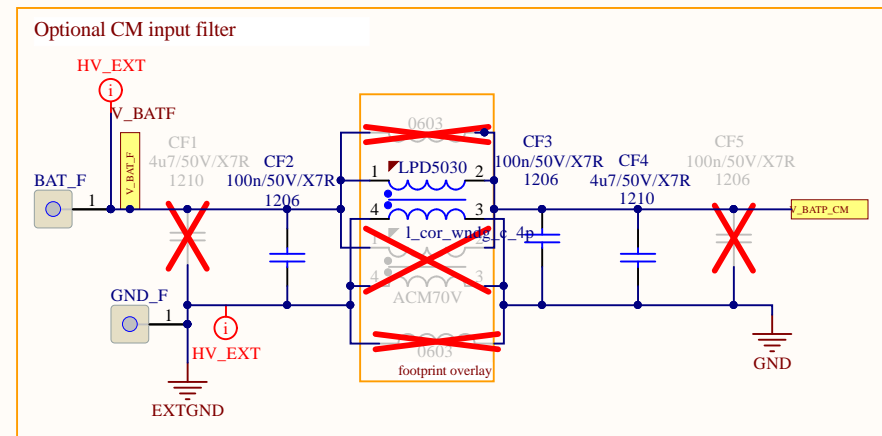 Optional CM input filter
HV_EXT
i
V_BATF
0603
CF1
4u7/50V/X7R
1210
CF2
100n/50V/X7R
1206
V_BAT_F
LPD5030
1
2
4
3
CF3
100n/50V/X7R
1206
CF4
4u7/50V/X7R
1210
CF5
100n/50V/X7R
1206
BAT_F
1
V_BATP_CM
l_cor_wndg_c_4p
1
4
3
ACM70V
GND_F
1
i
HV_EXT
0603
footprint overlay
EXTGND
GND